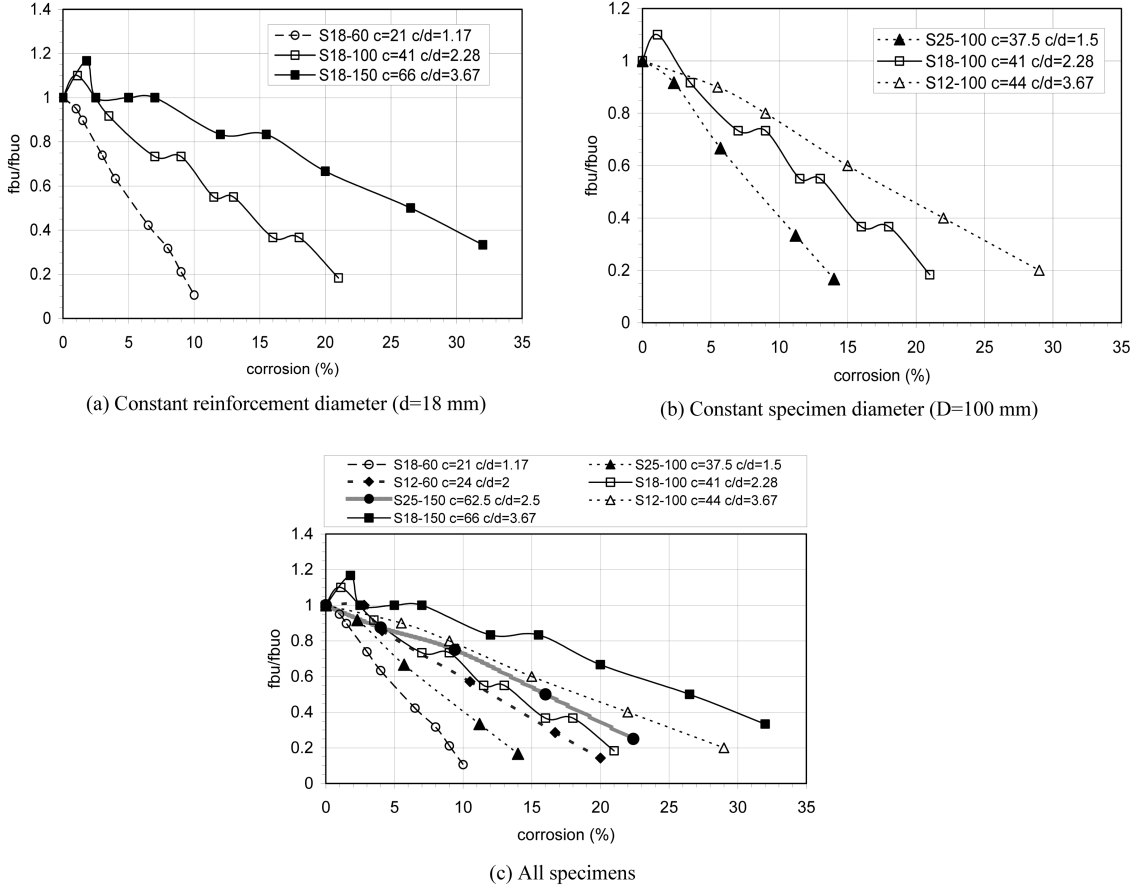 S18-60 c=21 c/d=1.17
S18-100 c=41 c/d=2.28
S18-150 c=66 c/d=3.67
1.4
1.2
1
0.8
0.6
0.4
0.2
0
fbu/fbuo
0 5 10 15 20 25 30 35
corrosion (%)
(a) Constant reinforcement diameter (d=18 mm)
S25-100 c=37.5 c/d=1.5
S18-100 c=41 c/d=2.28
S12-100 c=44 c/d=3.67
1.2
1
0.8
0.6
0.4
0.2
0
fbu/fbuo
0 5 10 15 20 25 30 35
corrosion (%)
(b) Constant specimen diameter (D=100 mm)
S18-60 c=21 c/d=1.17 S25-100 c=37.5 c/d=1.5
S12-60 c=24 c/d=2 S18-100 c=41 c/d=2.28
S25-150 c=62.5 c/d=2.5 S12-100 c=44 c/d=3.67
S18-150 c=66 c/d=3.67
1.4
1.2
1
0.8
0.6
0.4
0.2
0
fbu/fbuo
0 5 10 15 20 25 30 35
corrosion (%)
(c) All specimens